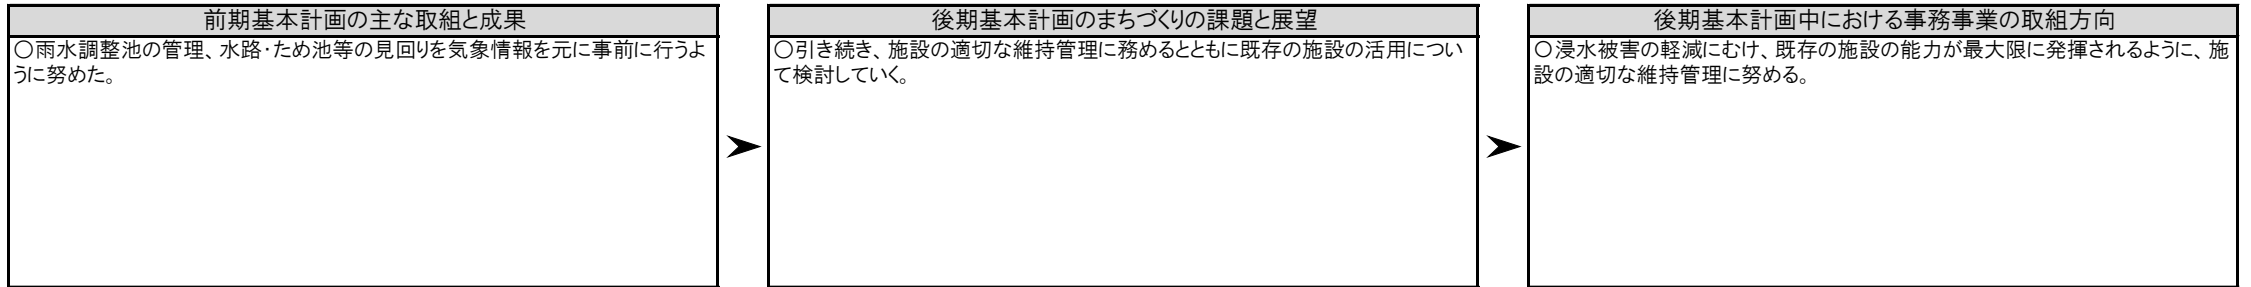 前期基本計画の主な取組と成果
〇雨水調整池の管理、水路・ため池等の見回りを気象情報を元に事前に行うよ
うに努めた。
後期基本計画のまちづくりの課題と展望
〇引き続き、施設の適切な維持管理に務めるとともに既存の施設の活用につい
て検討していく。
後期基本計画中における事務事業の取組方向
〇浸水被害の軽減にむけ、既存の施設の能力が最大限に発揮されるように、施
設の適切な維持管理に努める。